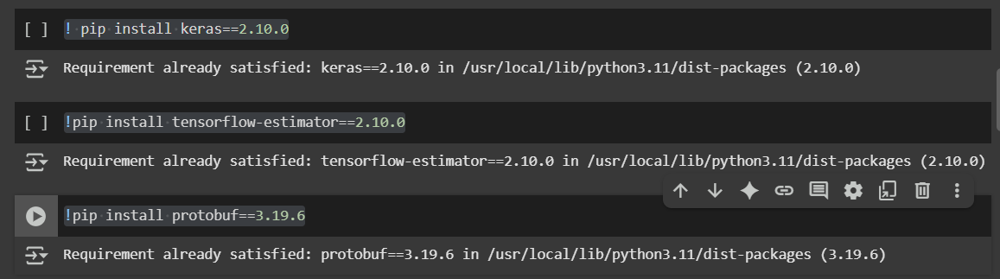 [ ] ! pip install keras==2.10.0
Requirement already satisfied: keras==2.10.0 in /usr/local/lib/python3.11/dist-packages (2.10.0)
[ ] !pip install tensorflow-estimator==2.10.0
Requirement already satisfied: tensorflow-estimator==2.10.0 in /usr/local/lib/python3.11/dist-packages (2.10.0)
!pip install protobuf==3.19.6
Requirement already satisfied: protobuf==3.19.6 in /usr/local/lib/python3.11/dist-packages (3.19.6)